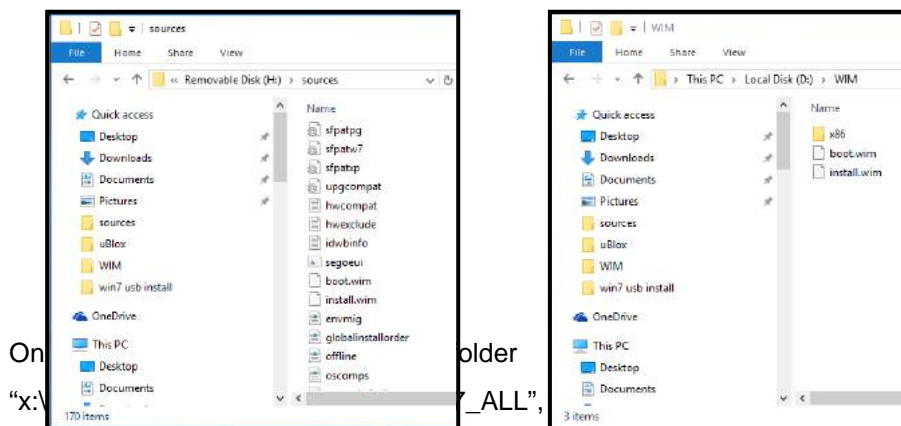 sources
File Home Share View
Removable Disk (H:) > sources
Quick access
Desktop
Downloads
Documents
Pictures
sources
uBlox
WIM
win7 usb install
OneDrive
This PC
Desktop
Documents
170 items
Name
sfpatpg
sfpatw7
sfpatxp
upgcompat
hwcompat
hwexclude
idwbinfo
segoeui
boot.wim
install.wim
envmig
globalinstallorder
offline
oscomps
WIM
File Home Share View
> This PC > Local Disk (D:) > WIM
Quick access
Desktop
Downloads
Documents
Pictures
sources
uBlox
WIM
win7 usb install
OneDrive
This PC
Desktop
Documents
3 items
Name
x86
boot.wim
install.wim
On older
“x:\ 7_ALL”,